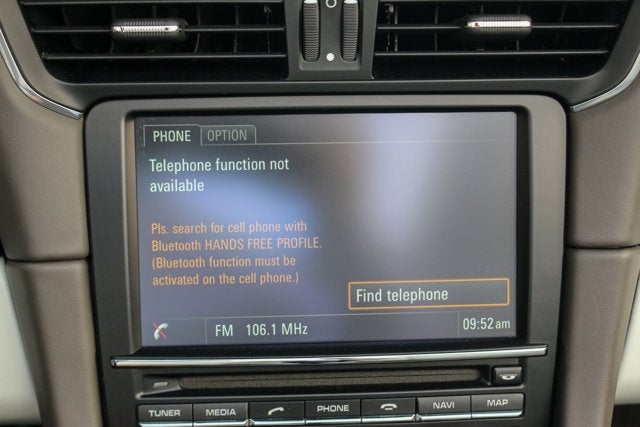 PHONE OPTION
Telephone function not
available
Pls. search for cell phone with
Bluetooth HANDS FREE PROFILE.
(Bluetooth function must be
activated on the cell phone.)
Find telephone
FM 106.1 MHz 09:52 am
TUNER MEDIA PHONE NAVI MAP